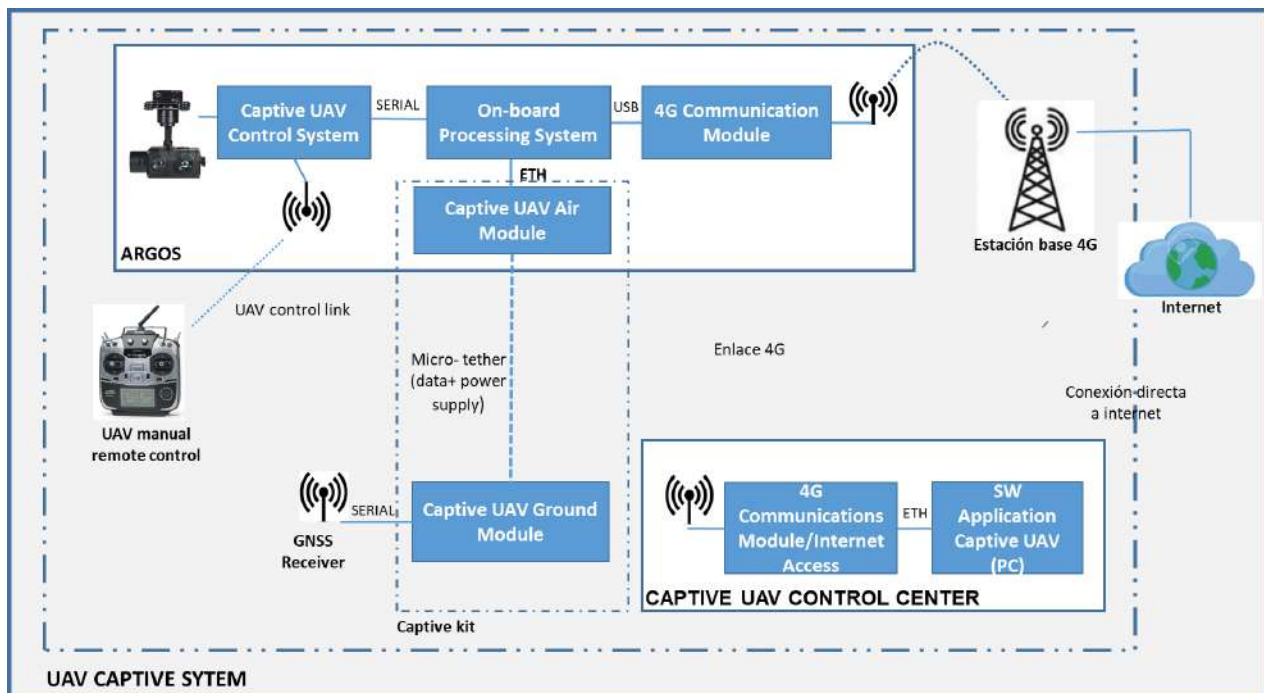 Captive UAV
Control System
SERIAL
On-board
Processing System
USB
4G Communication
Module
ETH
Captive UAV Air
Module
ARGOS
Estación base 4G
Internet
UAV control link
UAV manual
remote control
Micro- tether
(data+ power
supply)
Enlace 4G
Conexión directa
a internet
GNSS
Receiver
SERIAL
Captive UAV Ground
Module
Captive kit
4G
Communications
Module/Internet
Access
ETH
SW
Application
Captive UAV
(PC)
CAPTIVE UAV CONTROL CENTER
UAV CAPTIVE SYTEM